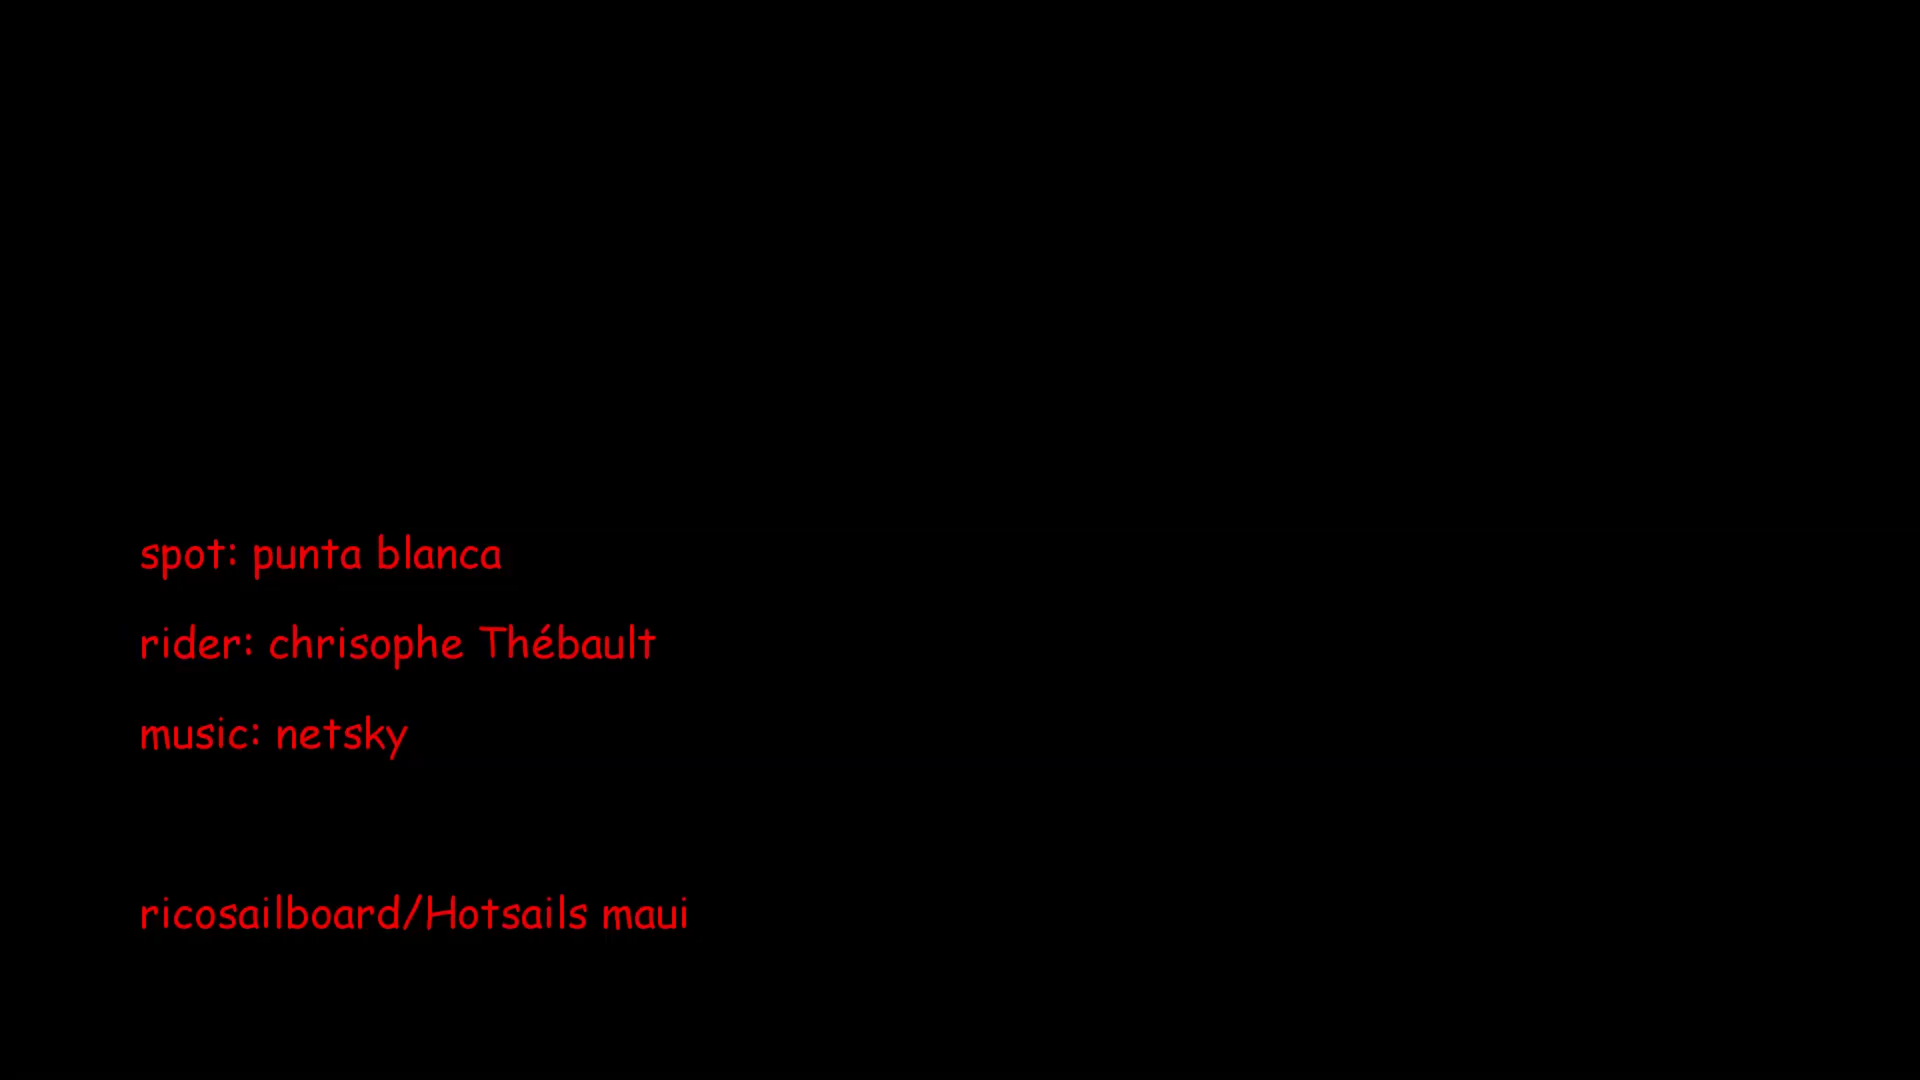 spot: punta blanca
rider: chrisophe Thébault
music: netsky
ricosailboard/Hotsails maui